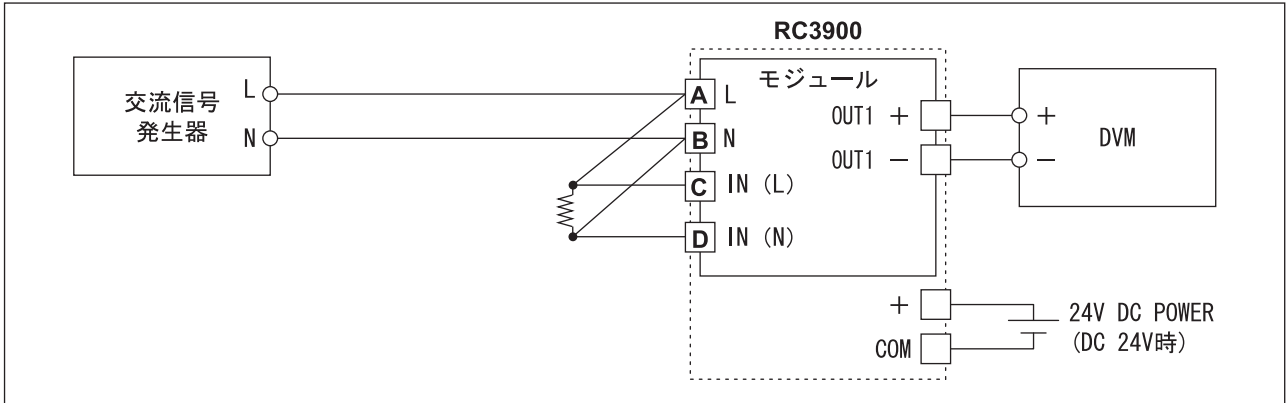 RC3900
モジュール
交流信号
発生器
L
N
A L
B N
C IN (L)
D IN (N)
OUT1 +
OUT1 −
+
−
DVM
+
COM
24V DC POWER
(DC 24V時)